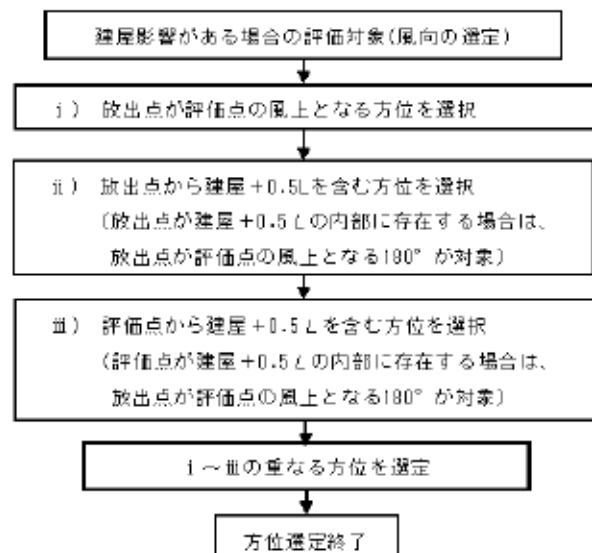 建屋影響がある場合の評価対象(風向の選定)
ⅰ) 放出点が評価点の風上となる方位を選択
ⅱ) 放出点から建屋+0.5Lを含む方位を選択
(放出点が建屋+0.5Lの内部に存在する場合は、
放出点が評価点の風上となる180°が対象)
ⅲ) 評価点から建屋+0.5Lを含む方位を選択
(評価点が建屋+0.5Lの内部に存在する場合は、
放出点が評価点の風上となる180°が対象)
ⅰ~ⅲの重なる方位を選定
方位選定終了